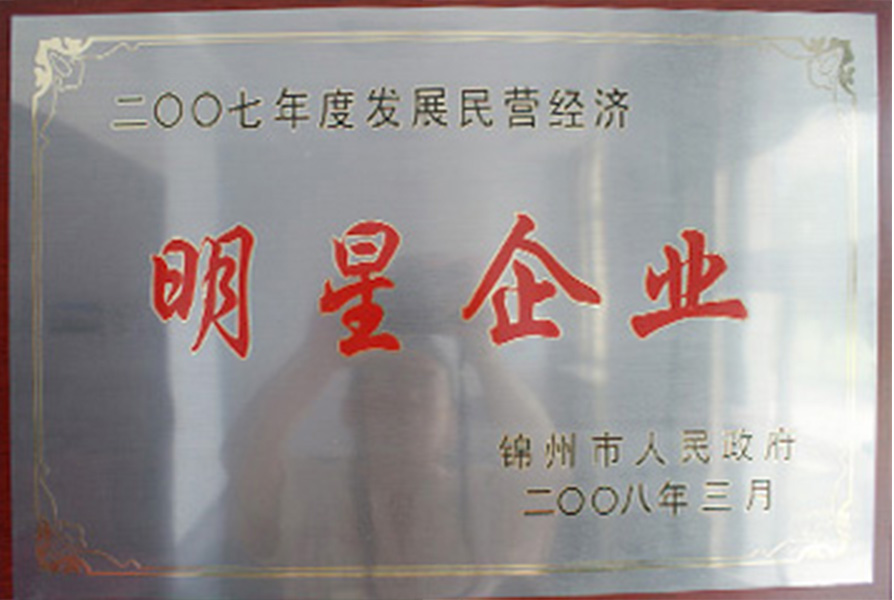 二〇〇七年度发展民营经济
明星企业
锦州市人民政府
二〇〇八年三月